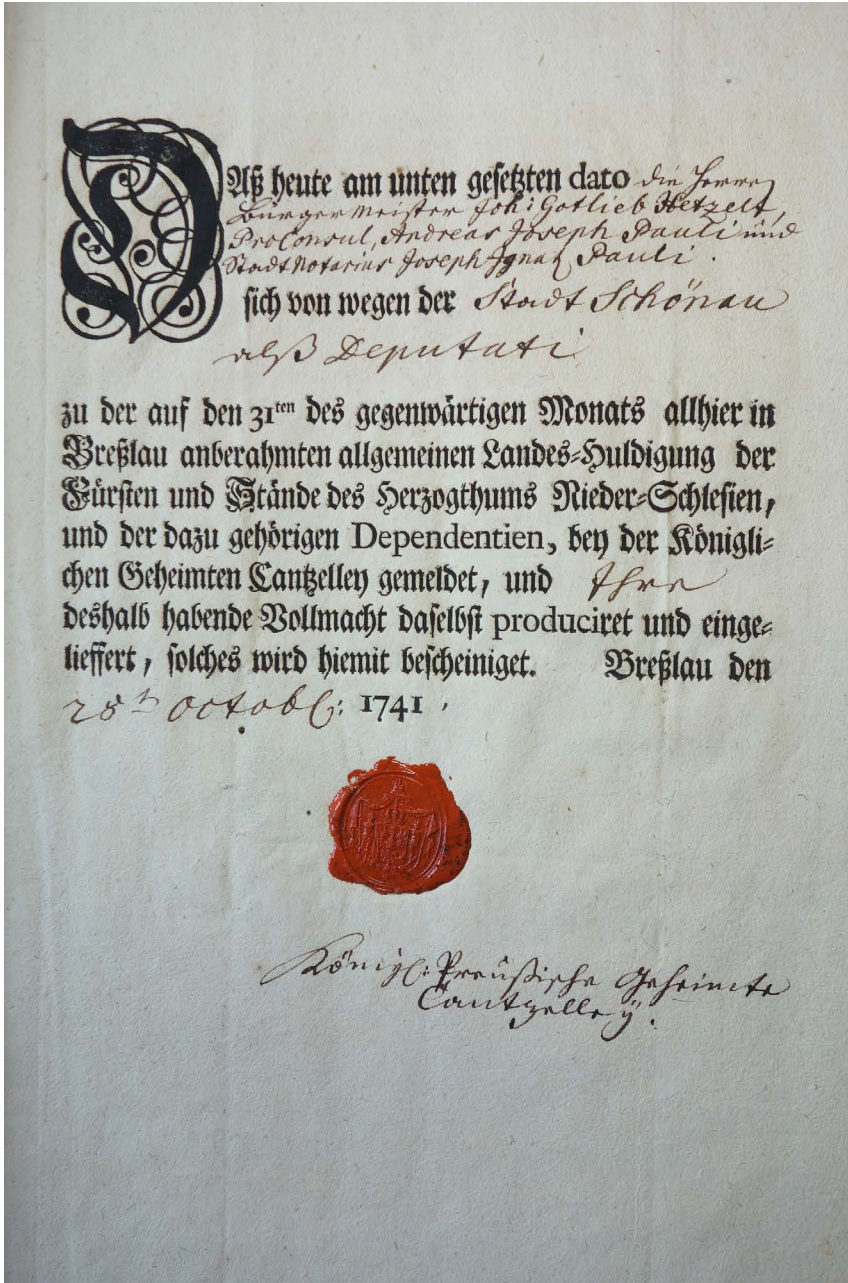 DAß heute am unten gesetzten dato die Herren
Bürgermeister Joh: Gotlieb Hetzelt,
ProConsul, Andreas Joseph Pauli und
Stadt Notarius Joseph Ignatz Pauli.
sich von wegen der Stadt Schönau
alß Deputati
zu der auf den 31ten des gegenwärtigen Monats allhier in
Breßlau anberahmten allgemeinen Landes-Huldigung der
Fürsten und Stände des Herzogthums Nieder-Schlesien,
und der dazu gehörigen Dependentien, bey der Königli-
chen Geheimten Cantzelley gemeldet, und Ihre
deshalb habende Vollmacht daselbst produciret und einge-
lieffert, solches wird hiemit bescheiniget. Breßlau den
28t Octobr: 1741.
Königl: Preußische Geheimte
Cantzelley.